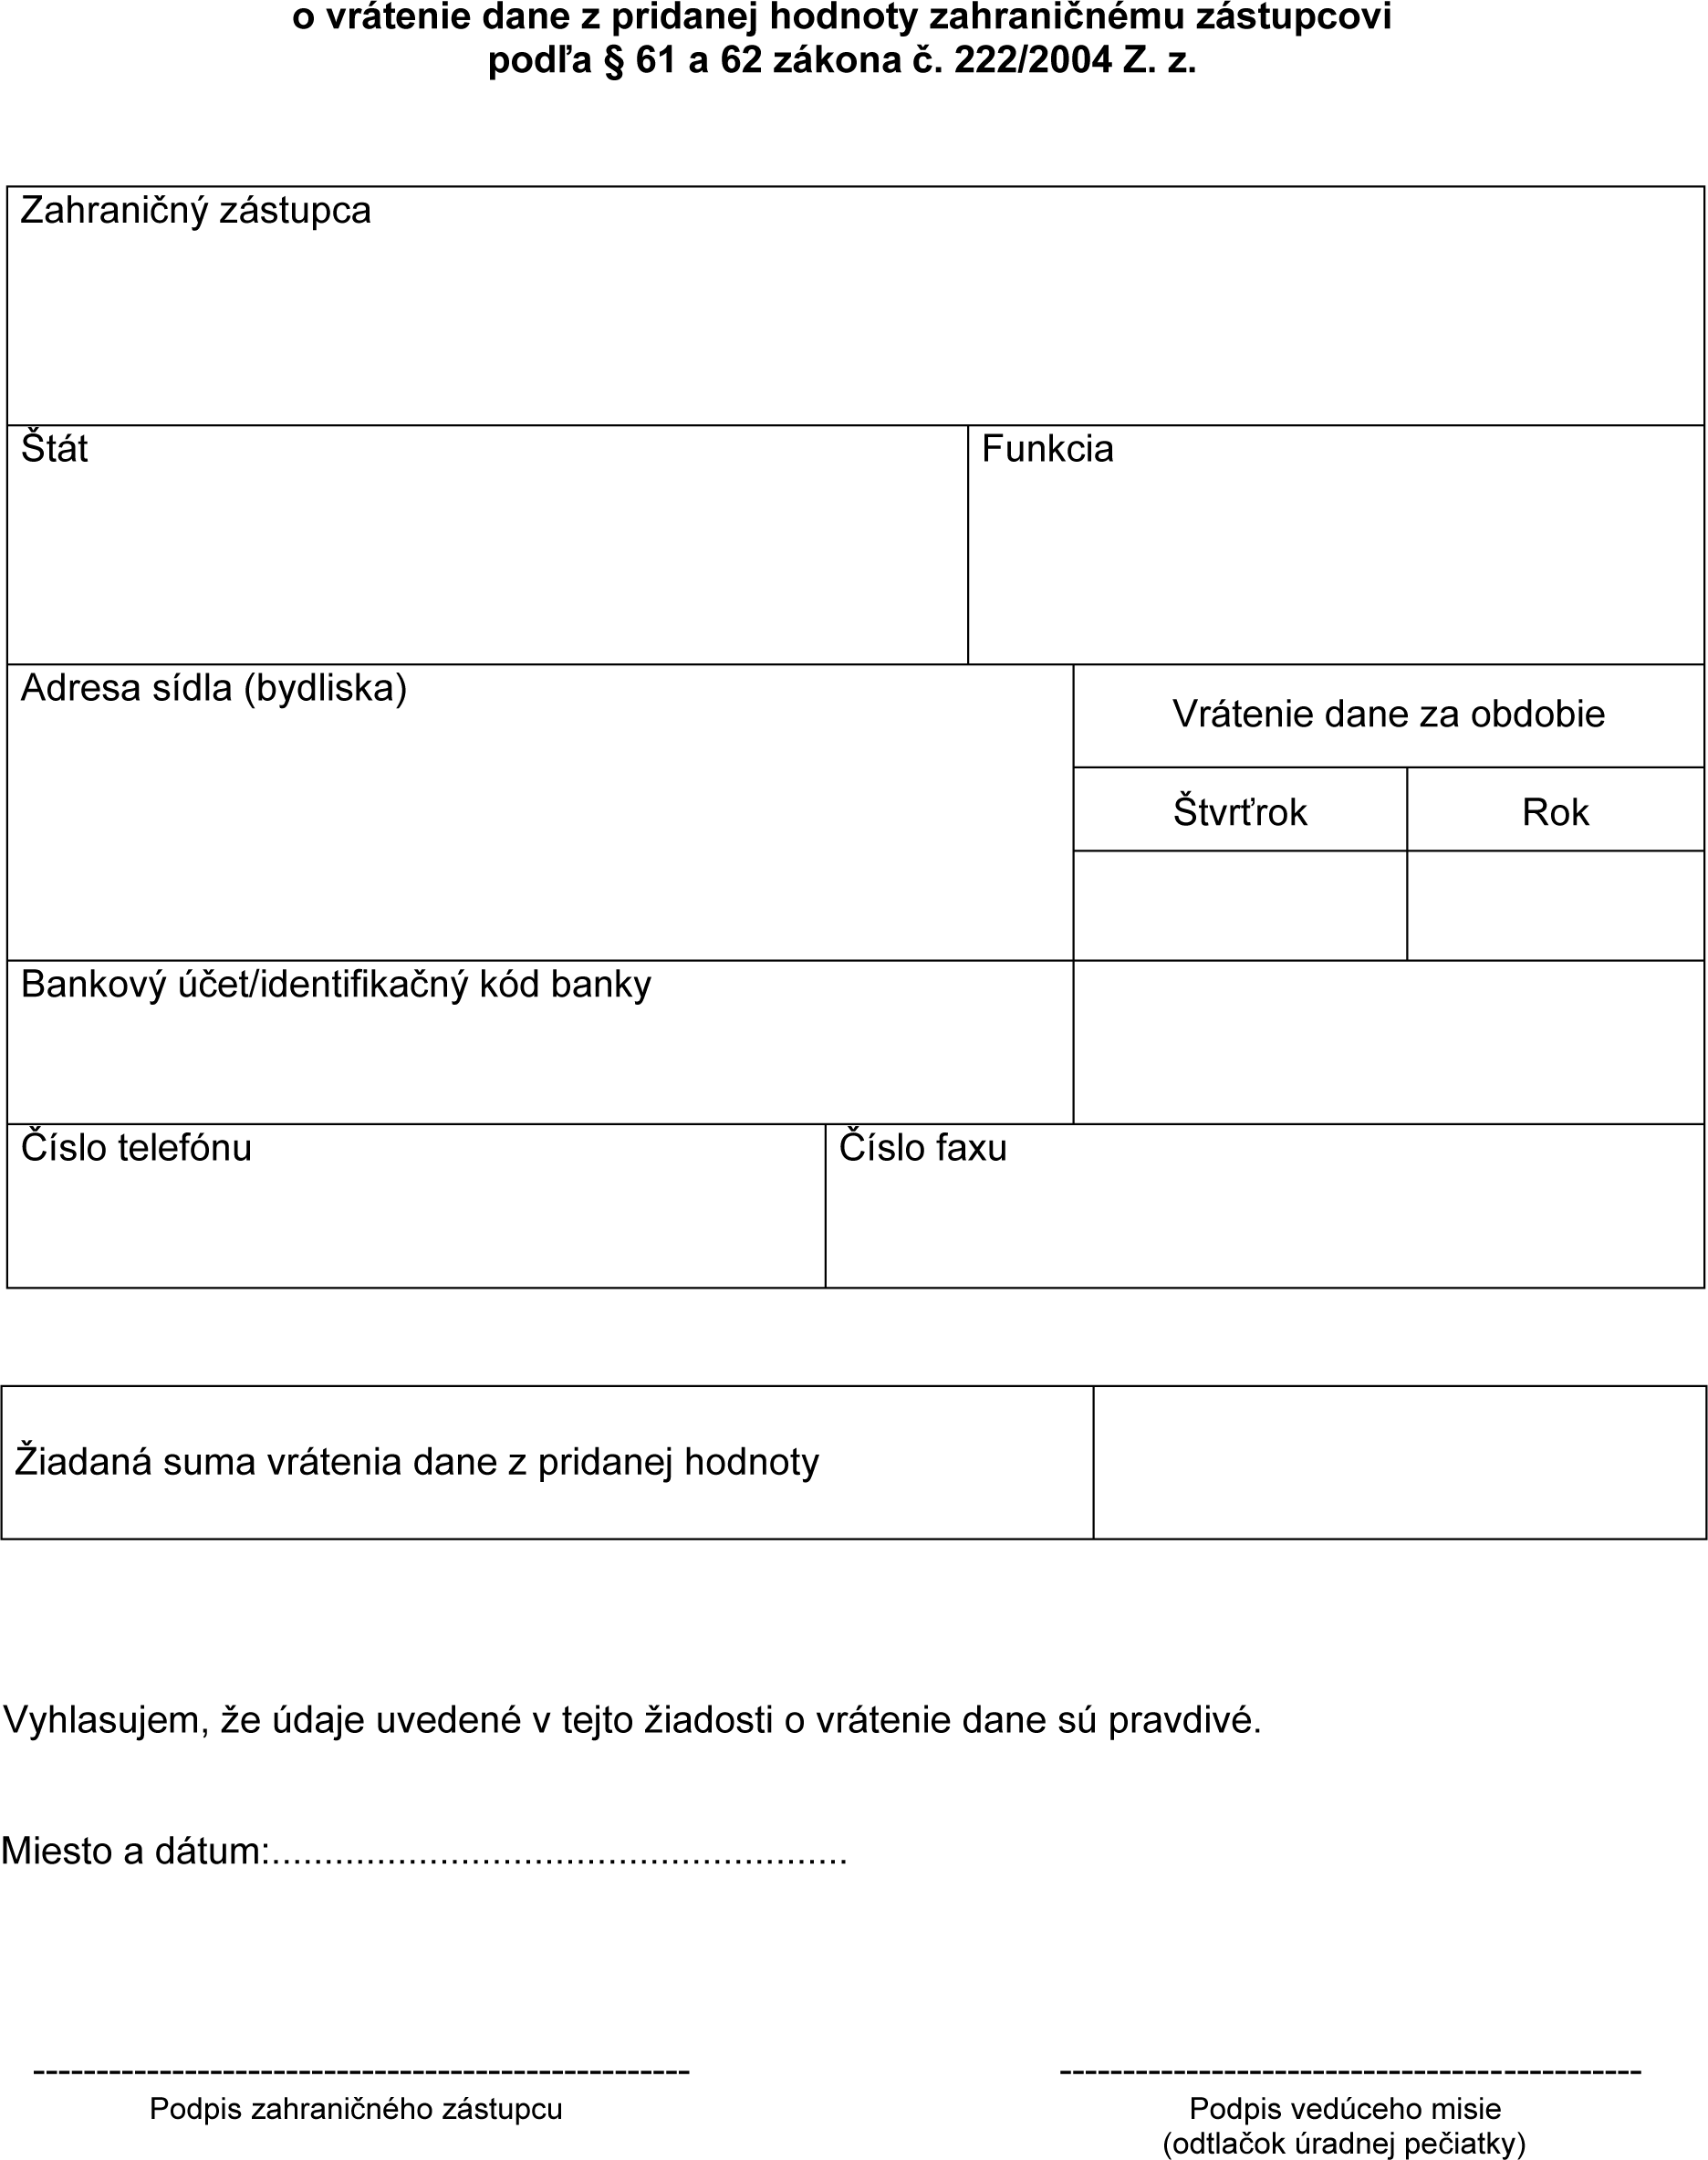 o vrátenie dane z pridanej hodnoty zahraničnému zástupcovi
podľa § 61 a 62 zákona č. 222/2004 Z. z.
Zahraničný zástupca
Štát
Funkcia
Adresa sídla (bydliska)
Vrátenie dane za obdobie
Štvrťrok
Rok
Bankový účet/identifikačný kód banky
Číslo telefónu
Číslo faxu
Žiadaná suma vrátenia dane z pridanej hodnoty
Vyhlasujem, že údaje uvedené v tejto žiadosti o vrátenie dane sú pravdivé.
Miesto a dátum:.......................................................
----------------------------------------------------
----------------------------------------------
Podpis zahraničného zástupcu
Podpis vedúceho misie
(odtlačok úradnej pečiatky)